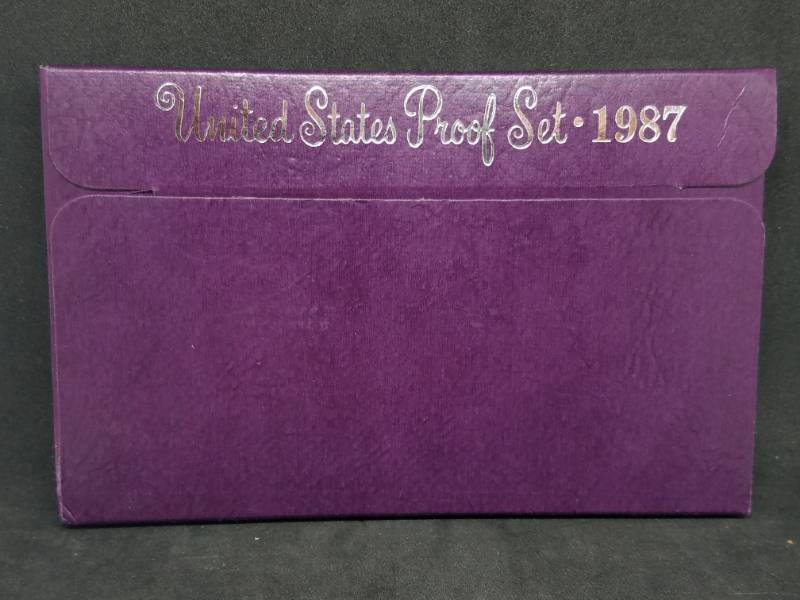 United States Proof Set • 1987